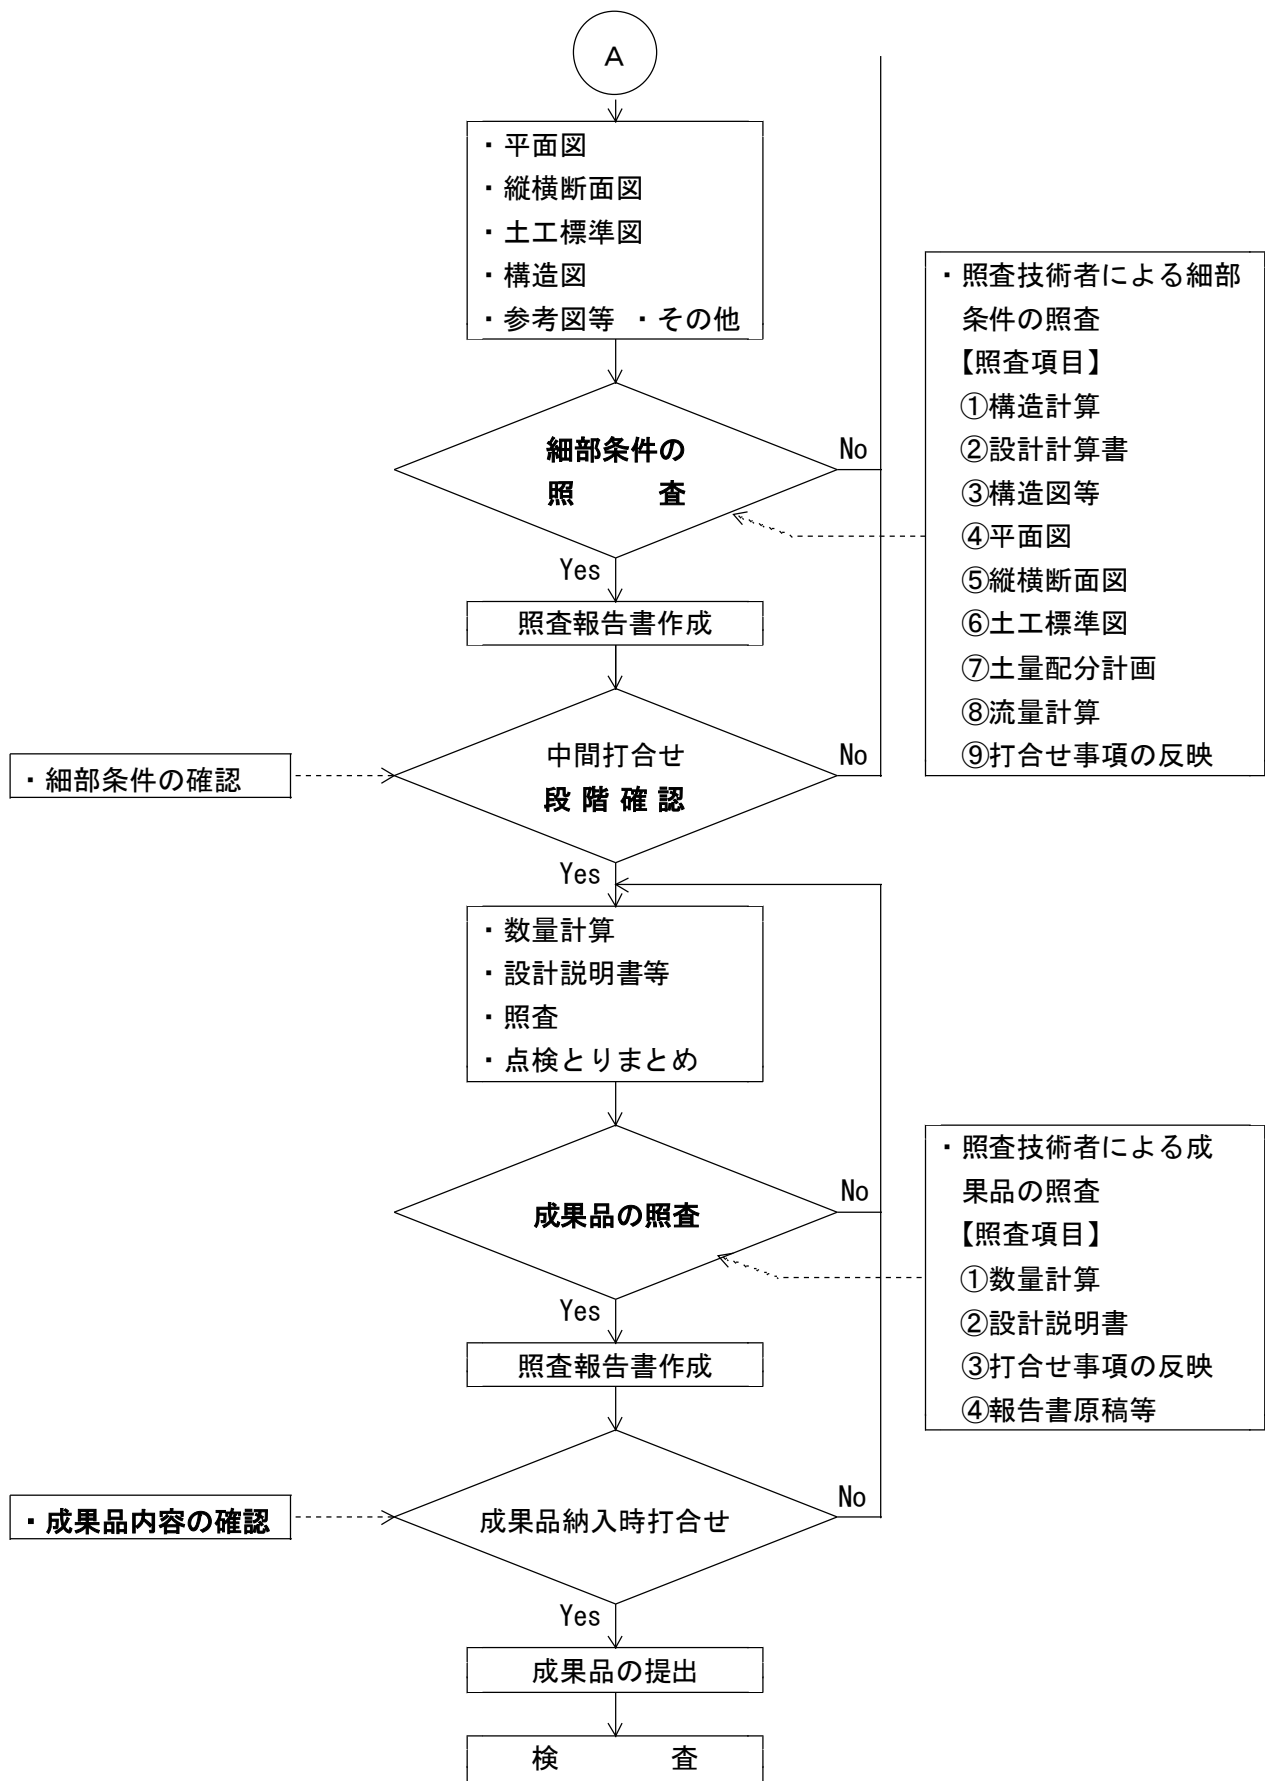 A
・平面図
・縦横断面図
・土工標準図
・構造図
・参考図等 ・その他
細部条件の
照　　　査
No
Yes
・照査技術者による細部
条件の照査
【照査項目】
①構造計算
②設計計算書
③構造図等
④平面図
⑤縦横断面図
⑥土工標準図
⑦土量配分計画
⑧流量計算
⑨打合せ事項の反映
照査報告書作成
・細部条件の確認
中間打合せ
段 階 確 認
No
Yes
・数量計算
・設計説明書等
・照査
・点検とりまとめ
成果品の照査
No
Yes
・照査技術者による成
果品の照査
【照査項目】
①数量計算
②設計説明書
③打合せ事項の反映
④報告書原稿等
照査報告書作成
・成果品内容の確認
成果品納入時打合せ
No
Yes
成果品の提出
検　　　　査